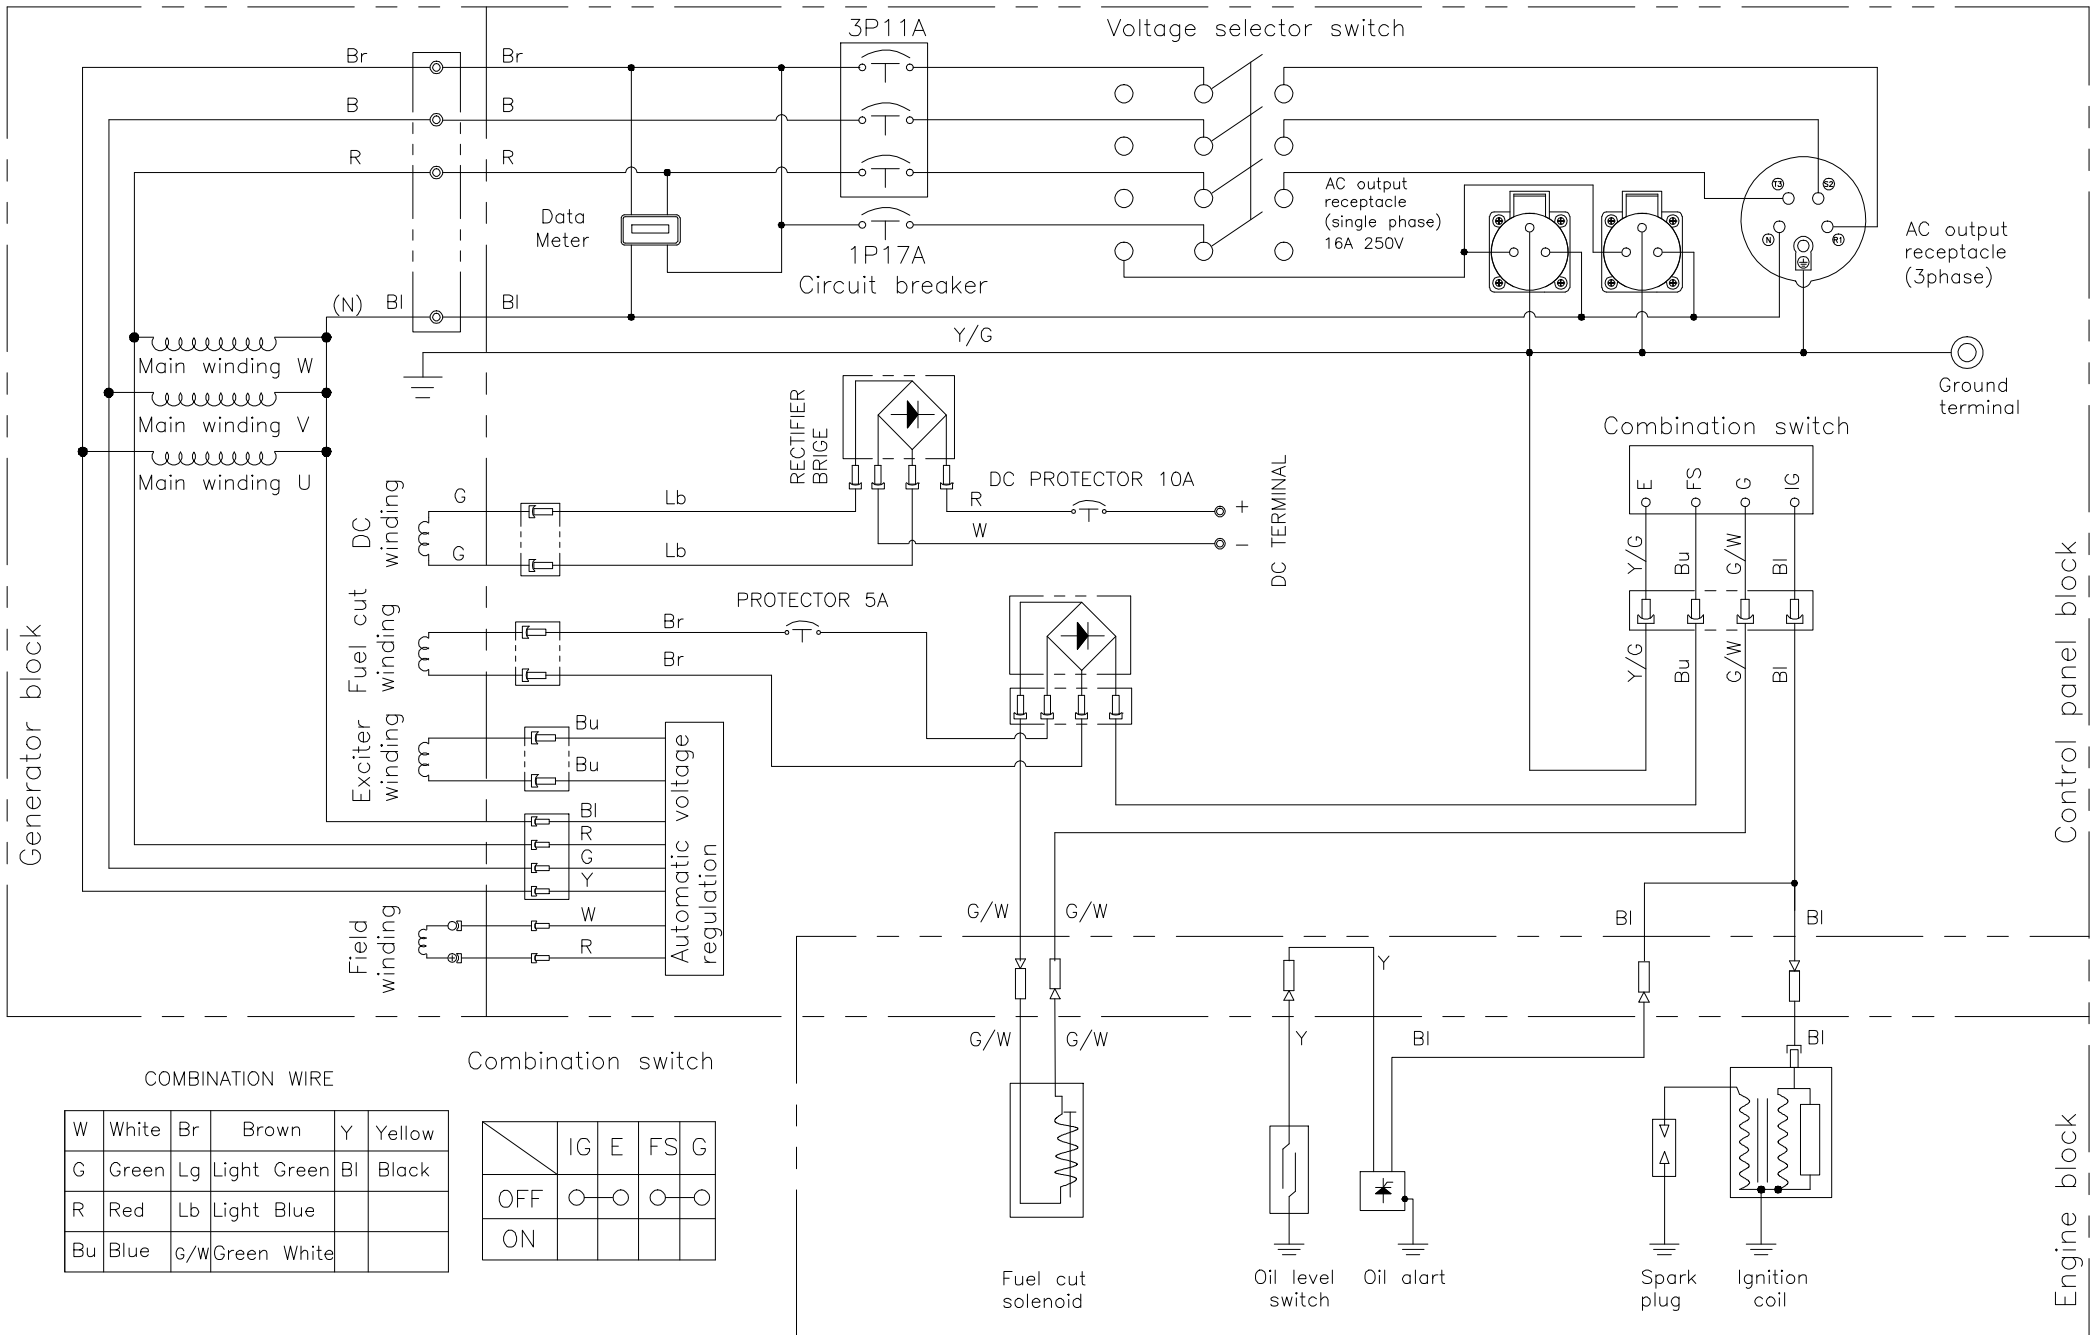 3P11A
Voltage selector switch
Br
Br
B
B
R
R
Data
Meter
1P17A
Circuit breaker
AC output
receptacle
(single phase)
16A 250V
T3
S2
N
R1
AC output
receptacle
(3phase)
(N)
Bl
Bl
Y/G
Ground
terminal
Main winding W
Main winding V
Main winding U
RECTIFIER
BRIGE
DC PROTECTOR 10A
DC TERMINAL
+
−
R
W
DC
winding
G
G
Lb
Lb
Combination switch
E
FS
G
IG
Y/G
Bu
G/W
Bl
Y/G
Bu
G/W
Bl
PROTECTOR 5A
Fuel cut
winding
Br
Br
Exciter
winding
Bu
Bu
Bl
R
G
Y
W
R
Automatic voltage
regulation
Field
winding
Generator block
Control panel block
G/W
G/W
Bl
Bl
Y
G/W
G/W
Y
Bl
Bl
Combination switch
COMBINATION WIRE
W White Br Brown Y Yellow
G Green Lg Light Green Bl Black
R Red Lb Light Blue
Bu Blue G/W Green White
IG E FS G
OFF
ON
Fuel cut
solenoid
Oil level
switch
Oil alart
Spark
plug
Ignition
coil
Engine block